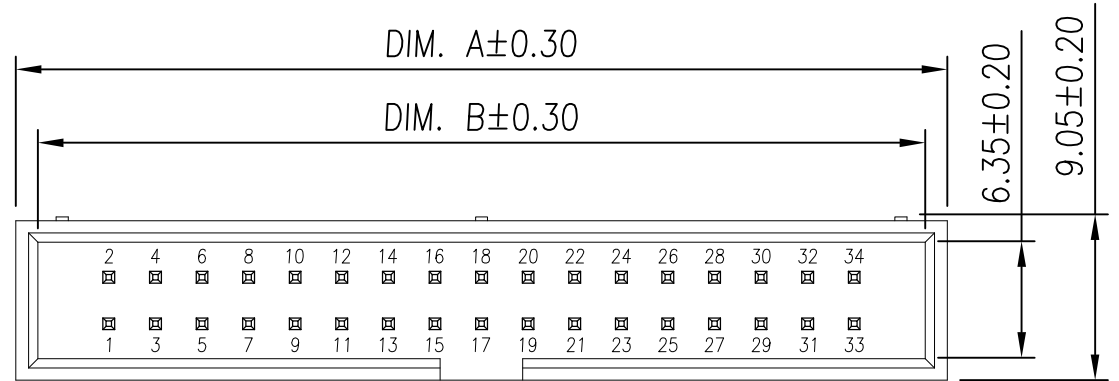 DIM. A±0.30
DIM. B±0.30
6.35±0.20
9.05±0.20
2 4 6 8 10 12 14 16 18 20 22 24 26 28 30 32 34
1 3 5 7 9 11 13 15 17 19 21 23 25 27 29 31 33